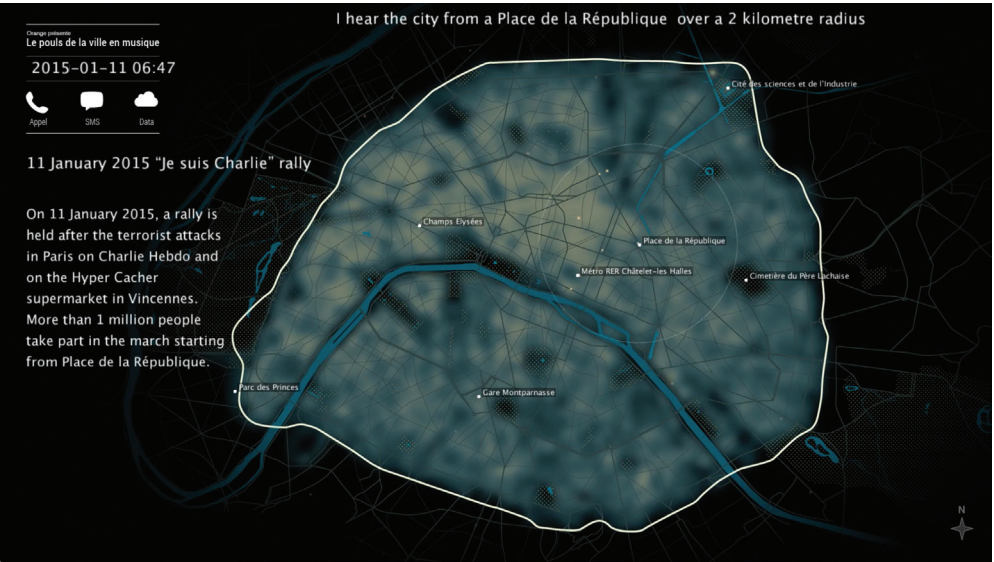 I hear the city from a Place de la République over a 2 kilometre radius
Orange présente
Le pouls de la ville en musique
2015-01-11 06:47
Appel SMS Data
11 January 2015 “Je suis Charlie” rally
On 11 January 2015, a rally is
held after the terrorist attacks
in Paris on Charlie Hebdo and
on the Hyper Cacher
supermarket in Vincennes.
More than 1 million people
take part in the march starting
from Place de la République.
Cité des sciences et de l'Industrie
Champs Elysées
Place de la République
Métro RER Châtelet-les Halles
Cimetière du Père Lachaise
Parc des Princes
Gare Montparnasse
N